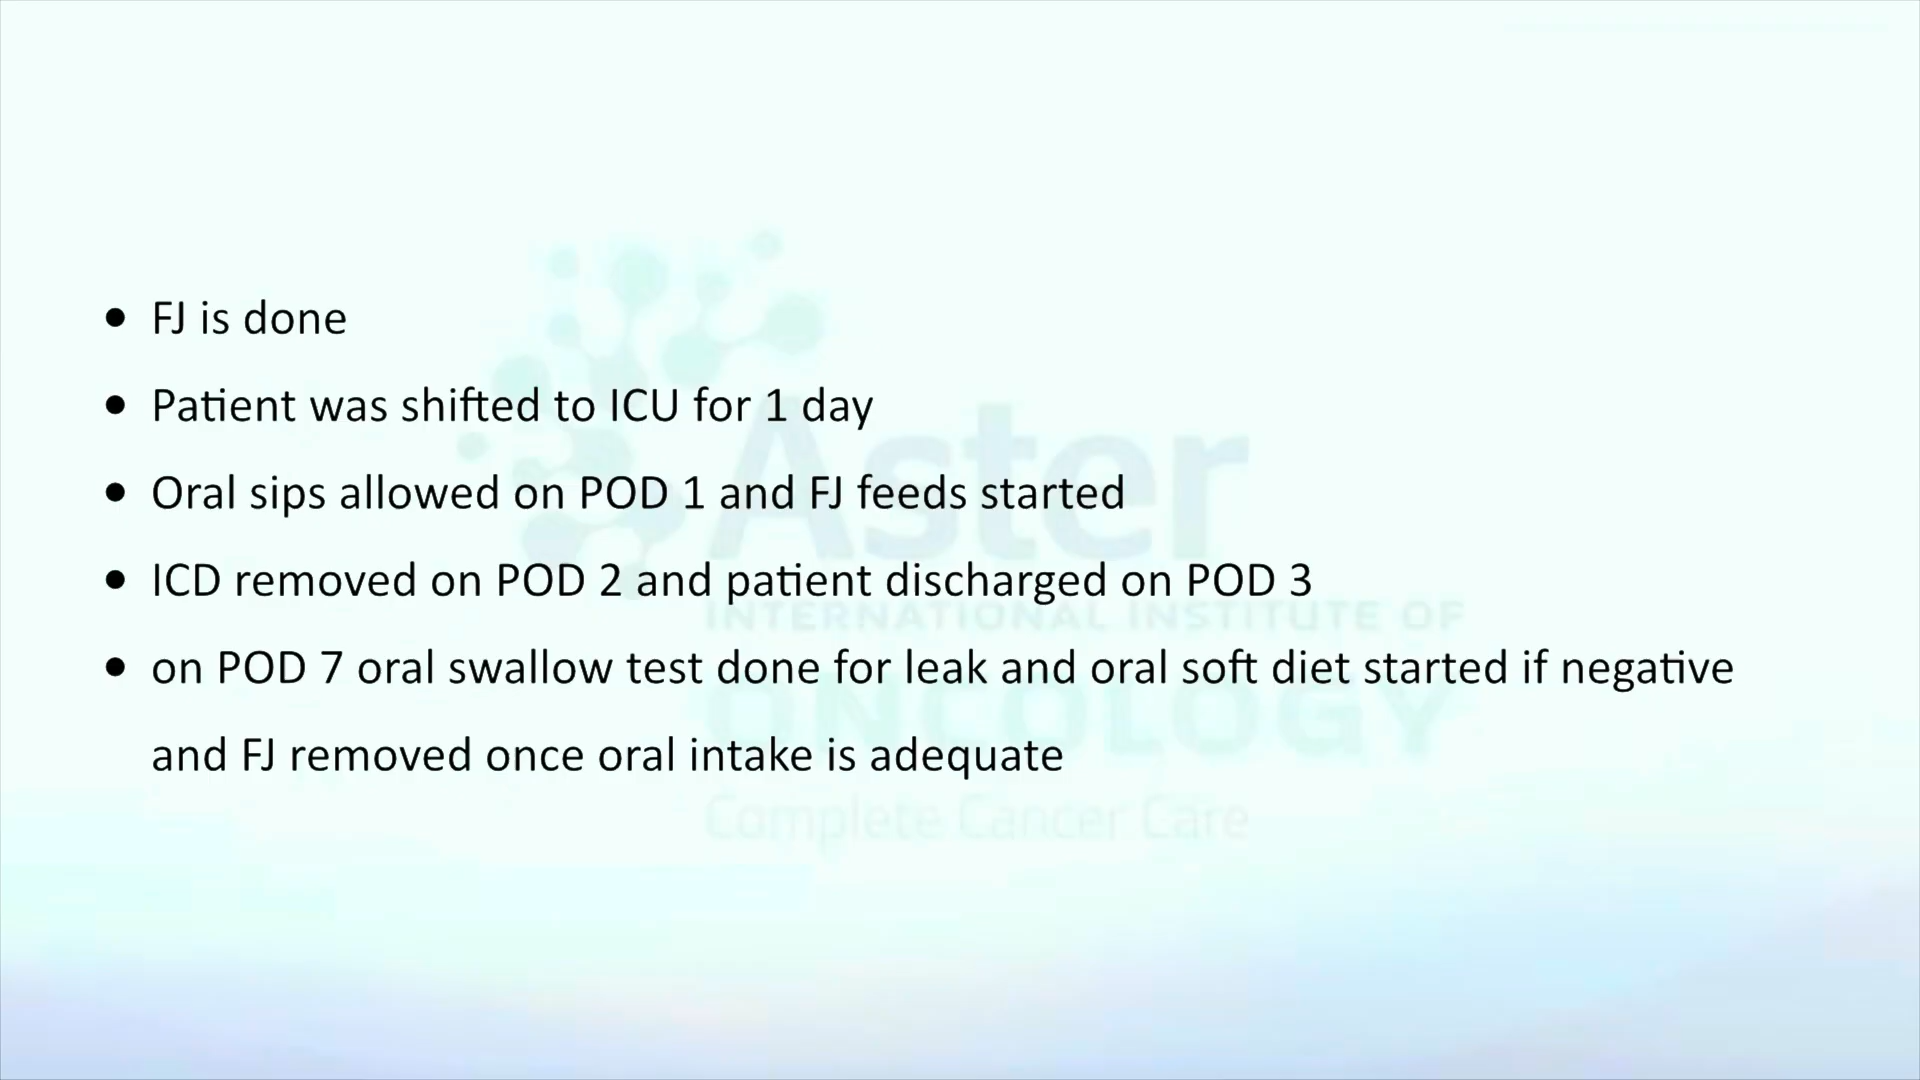 • FJ is done
• Patient was shifted to ICU for 1 day
• Oral sips allowed on POD 1 and FJ feeds started
• ICD removed on POD 2 and patient discharged on POD 3
• on POD 7 oral swallow test done for leak and oral soft diet started if negative
and FJ removed once oral intake is adequate
Aster
INTERNATIONAL INSTITUTE OF
ONCOLOGY
Complete Cancer Care